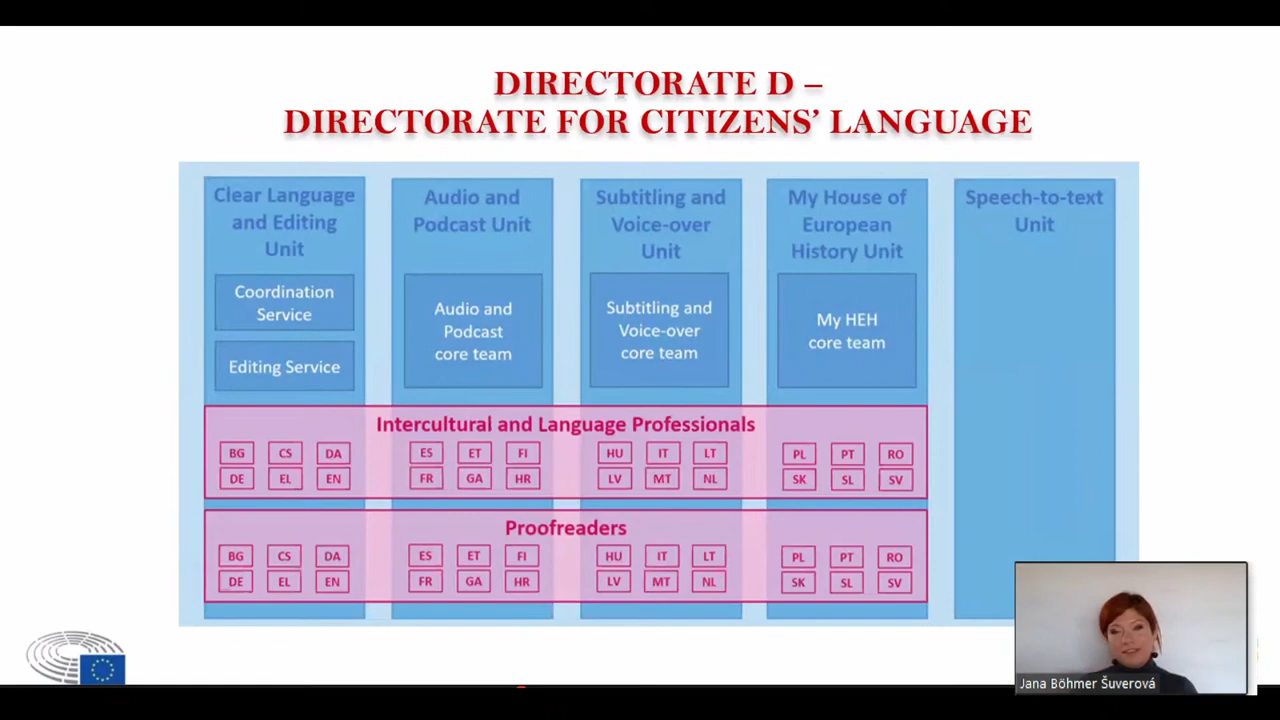 DIRECTORATE D –
DIRECTORATE FOR CITIZENS’ LANGUAGE
Clear Language
and Editing
Unit
Coordination
Service
Editing Service
Audio and
Podcast Unit
Audio and
Podcast
core team
Subtitling and
Voice-over
Unit
Subtitling and
Voice-over
core team
My House of
European
History Unit
My HEH
core team
Speech-to-text
Unit
Intercultural and Language Professionals
BG CS DA ES ET FI HU IT LT PL PT RO
DE EL EN FR GA HR LV MT NL SK SL SV
Proofreaders
BG CS DA ES ET FI HU IT LT PL PT RO
DE EL EN FR GA HR LV MT NL SK SL SV
Jana Böhmer Šuverová